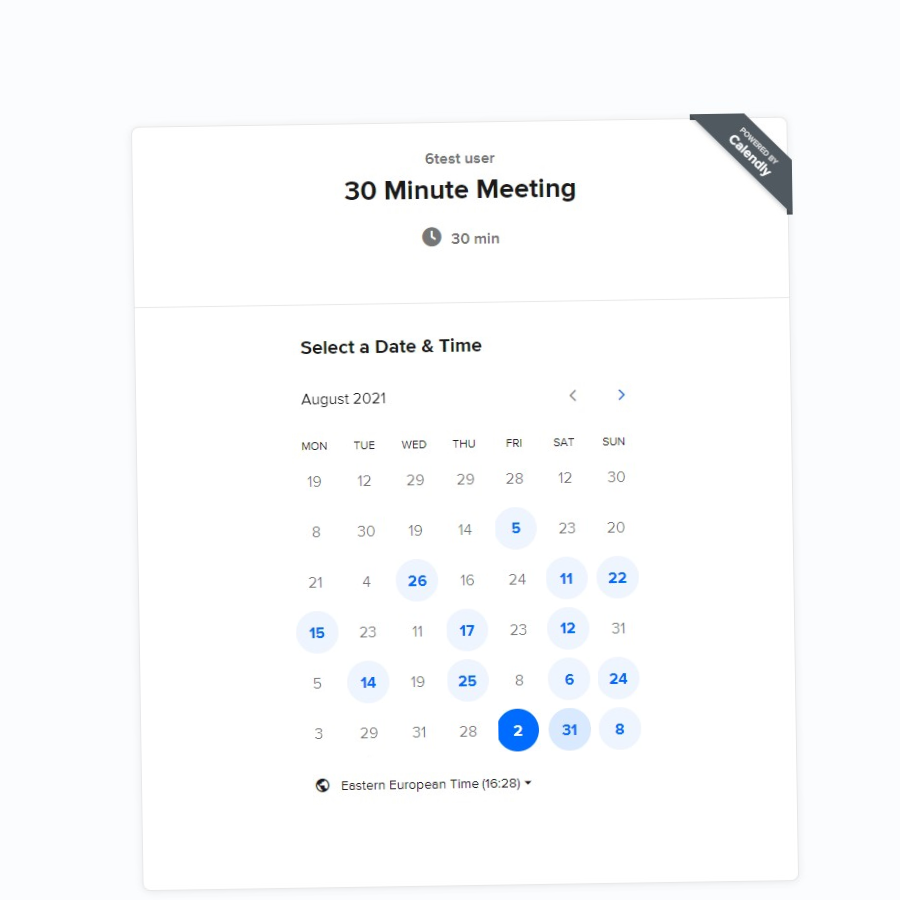 POWERED BY
Calendly
6test user
30 Minute Meeting
30 min
Select a Date & Time
August 2021
MON TUE WED THU FRI SAT SUN
19 12 29 29 28 12 30
8 30 19 14 5 23 20
21 4 26 16 24 11 22
15 23 11 17 23 12 31
5 14 19 25 8 6 24
3 29 31 28 2 31 8
Eastern European Time (16:28)